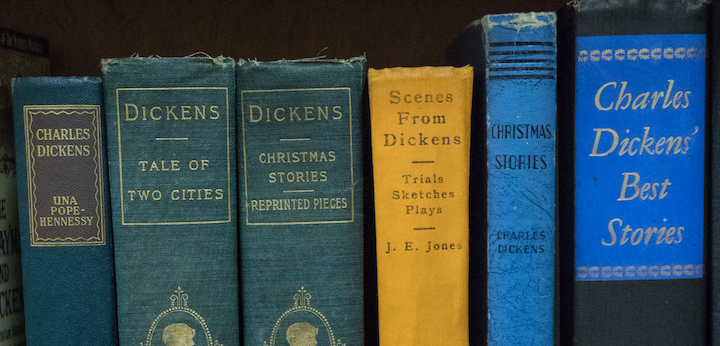 CHARLES
DICKENS
UNA
POPE-
HENNESSY
DICKENS
TALE OF
TWO CITIES
DICKENS
CHRISTMAS
STORIES
REPRINTED PIECES
Scenes
From
Dickens
Trials
Sketches
Plays
J. E. Jones
CHRISTMAS
STORIES
CHARLES
DICKENS
Charles
Dickens'
Best
Stories